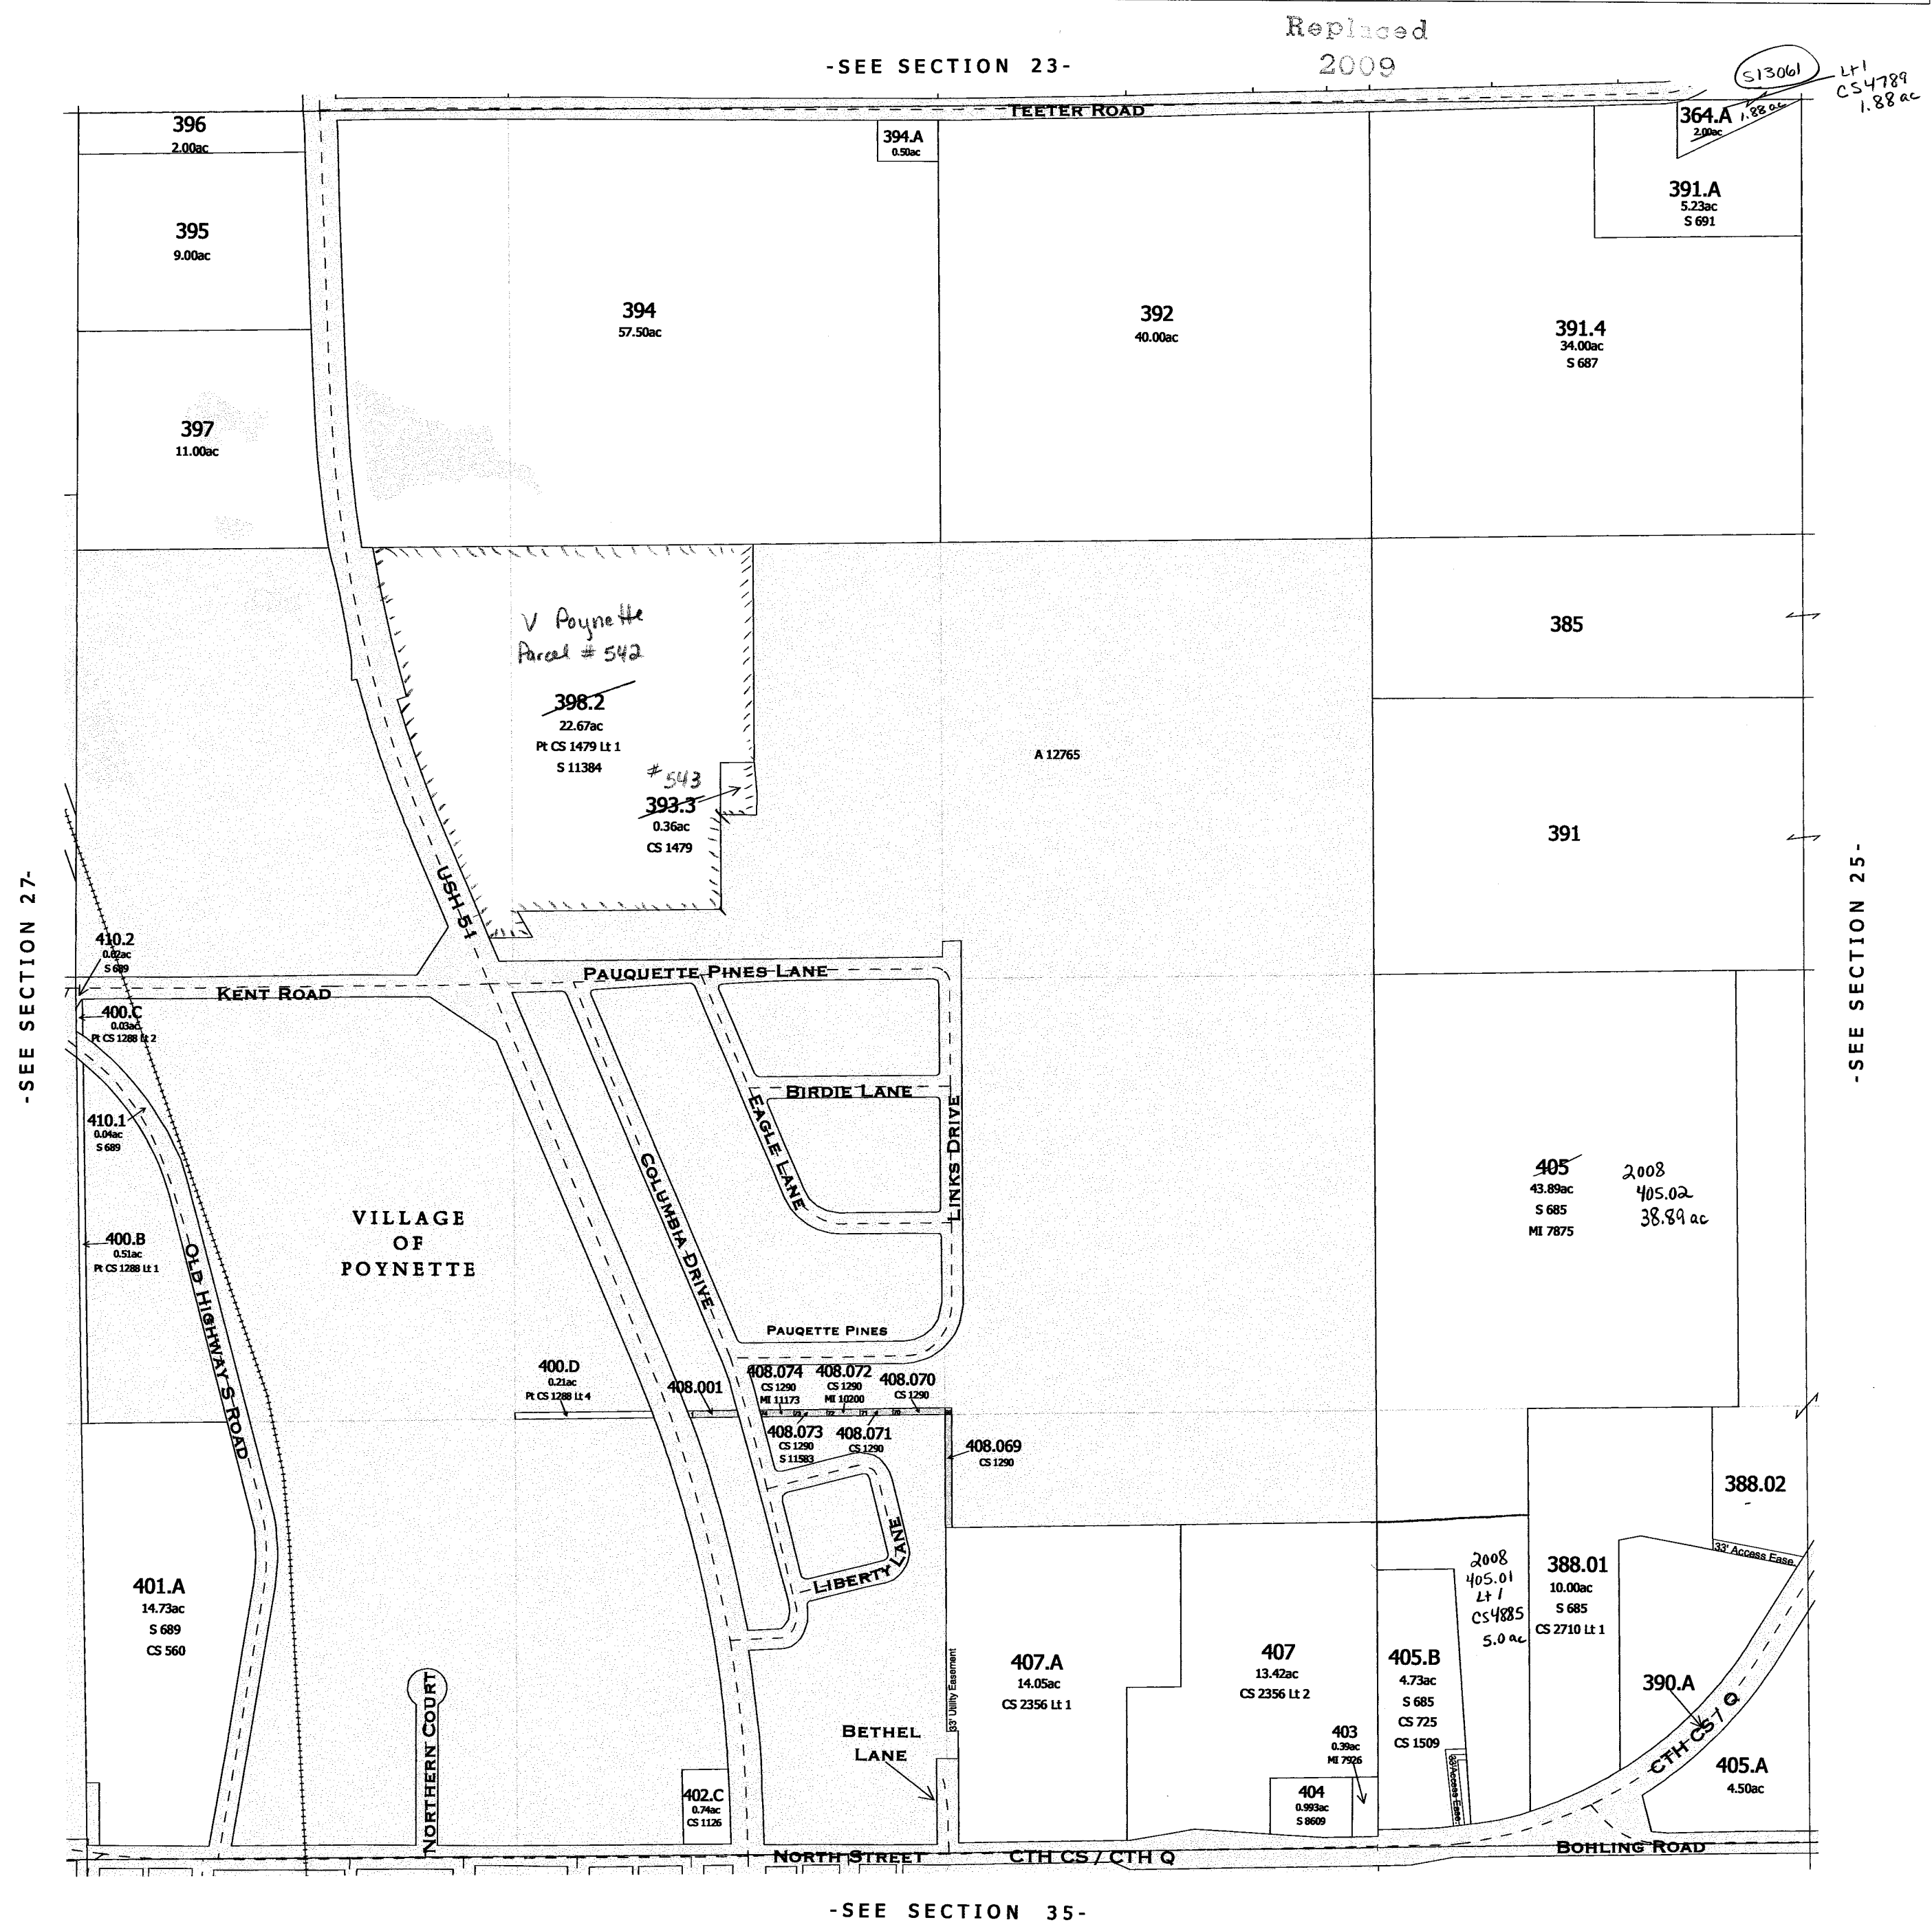 Replaced
2009
-SEE SECTION 23-
S13061
Lt1
CS4789
1.88 ac
TEETER ROAD
396
2.00ac
394.A
0.50ac
364.A
2.00ac
1.88 ac
391.A
5.23ac
S 691
395
9.00ac
394
57.50ac
392
40.00ac
391.4
34.00ac
S 687
397
11.00ac
V Poynette
Parcel # 542
398.2
22.67ac
Pt CS 1479 Lt 1
S 11384
# 543
393.3
0.36ac
CS 1479
A 12765
385
391
-SEE SECTION 27-
-SEE SECTION 25-
USH 51
410.2
0.02ac
S 689
KENT ROAD
PAUQUETTE PINES LANE
400.C
0.03ac
Pt CS 1288 Lt 2
410.1
0.04ac
S 689
BIRDIE LANE
EAGLE LANE
LINKS DRIVE
COLUMBIA DRIVE
400.B
0.51ac
Pt CS 1288 Lt 1
OLD HIGHWAY S ROAD
VILLAGE
OF
POYNETTE
405
43.89ac
S 685
MI 7875
2008
405.02
38.89 ac
PAUQETTE PINES
400.D
0.21ac
Pt CS 1288 Lt 4
408.001
408.074
CS 1290
MI 11173
408.072
CS 1290
MI 10200
408.070
CS 1290
74
73
72
71
70
408.073
CS 1290
S 11583
408.071
CS 1290
408.069
CS 1290
388.02
33' Access Ease.
LIBERTY LANE
401.A
14.73ac
S 689
CS 560
2008
405.01
Lt 1
CS4885
5.0 ac
388.01
10.00ac
S 685
CS 2710 Lt 1
407.A
14.05ac
CS 2356 Lt 1
407
13.42ac
CS 2356 Lt 2
405.B
4.73ac
S 685
CS 725
CS 1509
390.A
CTH CS / Q
33' Utility Easement
NORTHERN COURT
BETHEL
LANE
403
0.39ac
MI 7926
404
0.993ac
S 8609
405.A
4.50ac
402.C
0.74ac
CS 1126
NORTH STREET
CTH CS / CTH Q
BOHLING ROAD
-SEE SECTION 35-